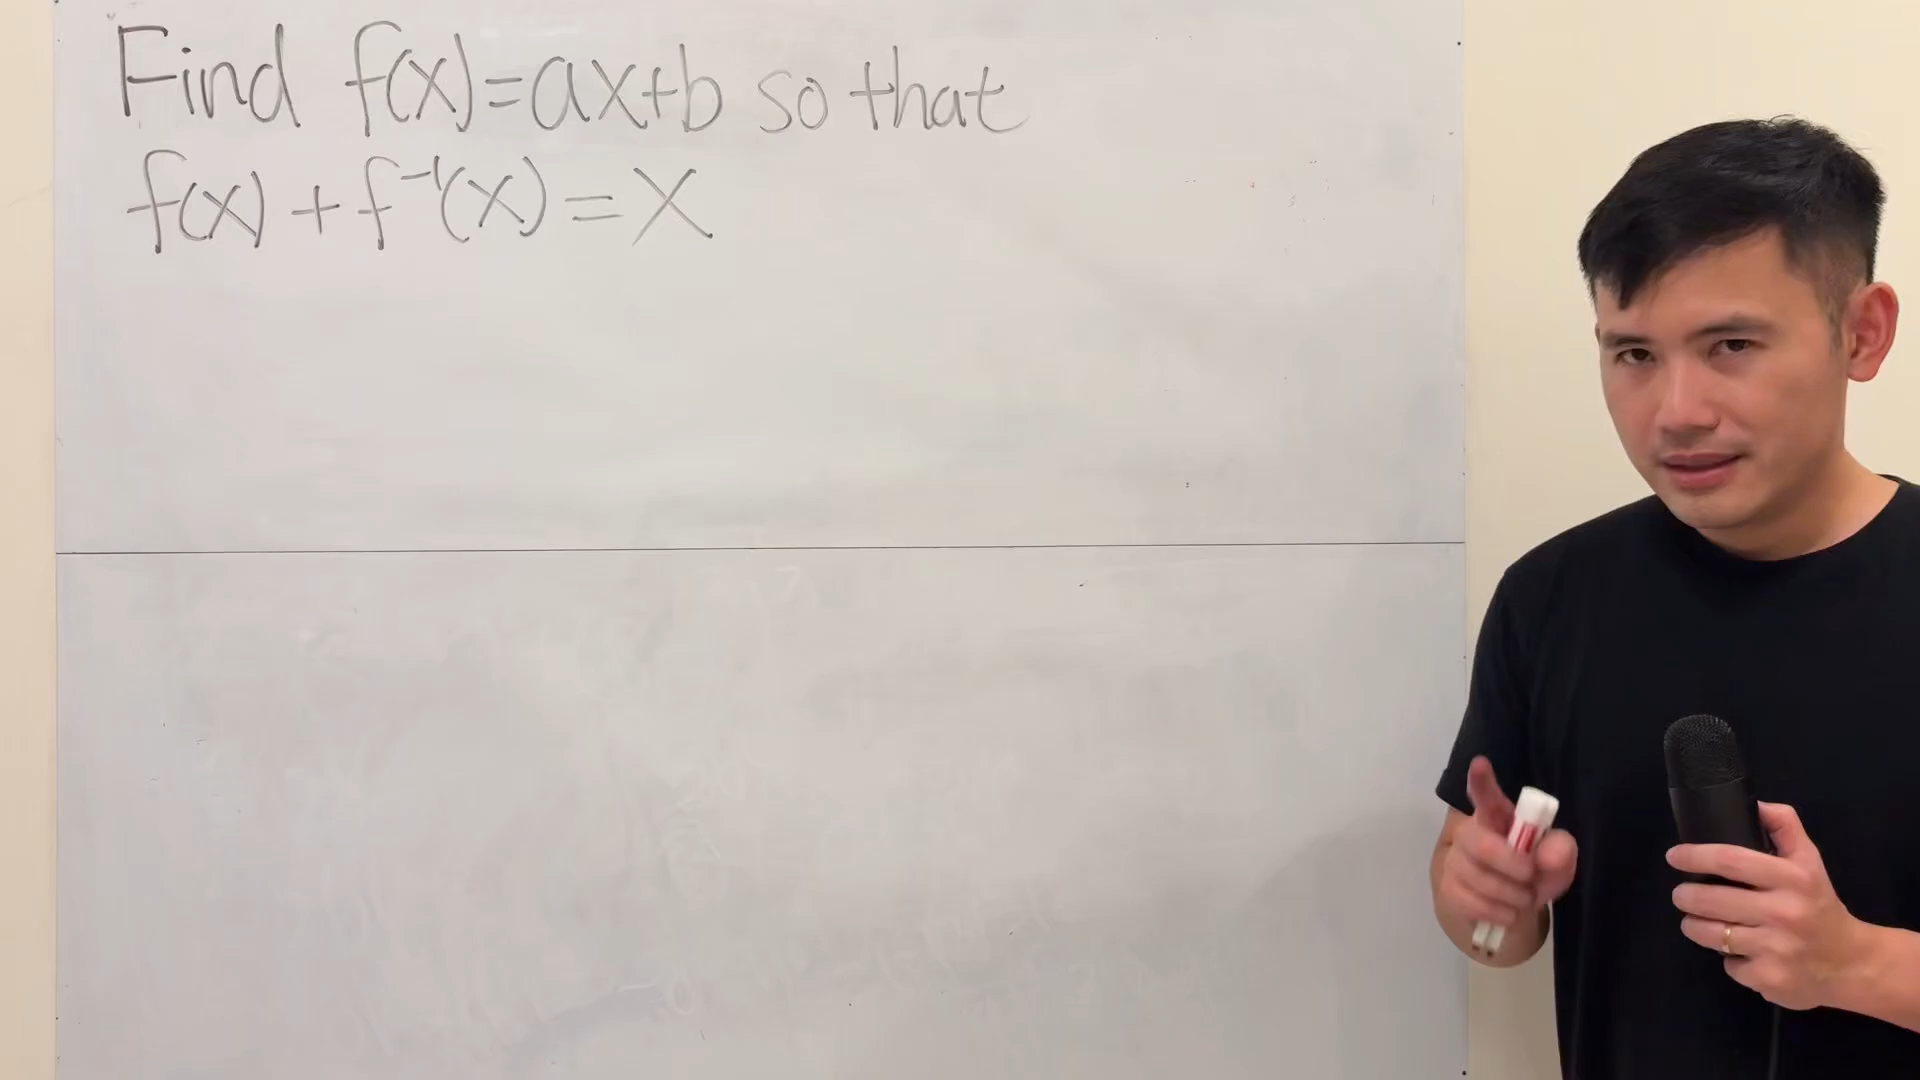 Find f(x)=ax+b so that
f(x) + f⁻¹(x) = x